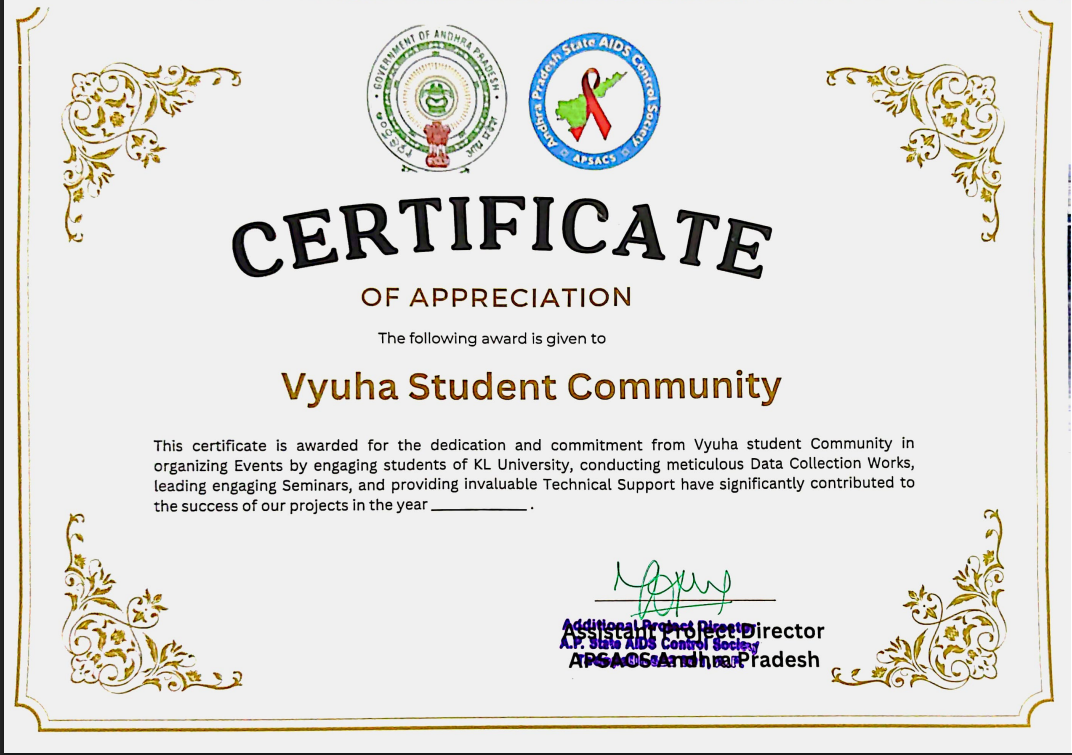 GOVERNMENT OF ANDHRA PRADESH
Andhra Pradesh State AIDS Control Society
APSACS
CERTIFICATE
OF APPRECIATION
The following award is given to
Vyuha Student Community
This certificate is awarded for the dedication and commitment from Vyuha student Community in
organizing Events by engaging students of KL University, conducting meticulous Data Collection Works,
leading engaging Seminars, and providing invaluable Technical Support have significantly contributed to
the success of our projects in the year ___________ .
Additional Project Director
Assistant Project Director
A.P. State AIDS Control Society
APSACS Andhra Pradesh